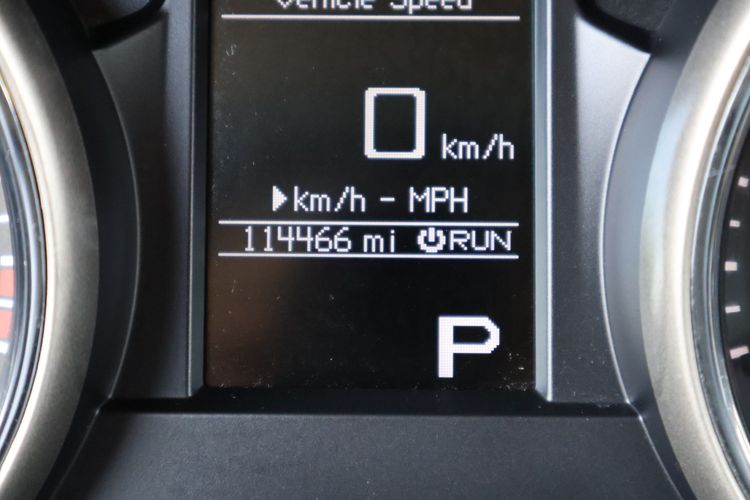 Vehicle Speed
0 km/h
▶km/h - MPH
114466 mi RUN
P